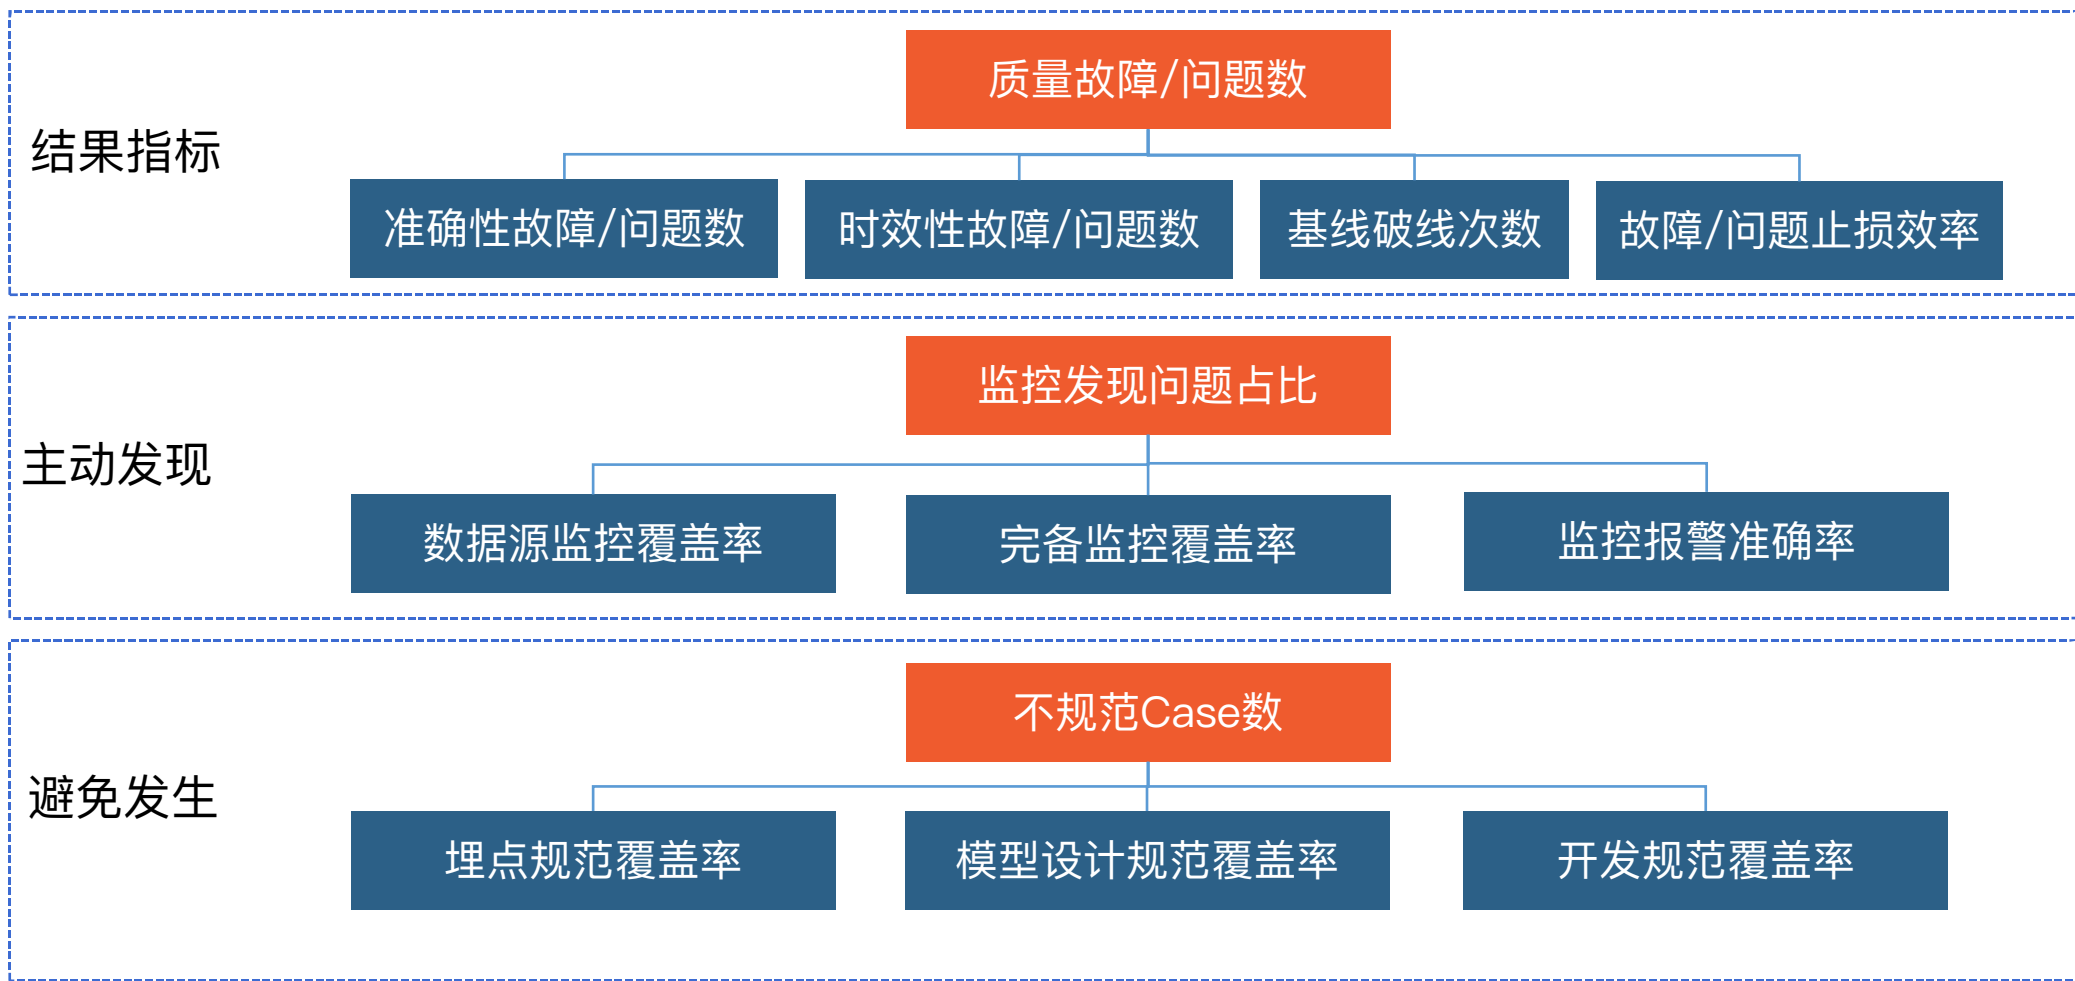 结果指标
质量故障/问题数
准确性故障/问题数
时效性故障/问题数
基线破线次数
故障/问题止损效率
主动发现
监控发现问题占比
数据源监控覆盖率
完备监控覆盖率
监控报警准确率
避免发生
不规范Case数
埋点规范覆盖率
模型设计规范覆盖率
开发规范覆盖率